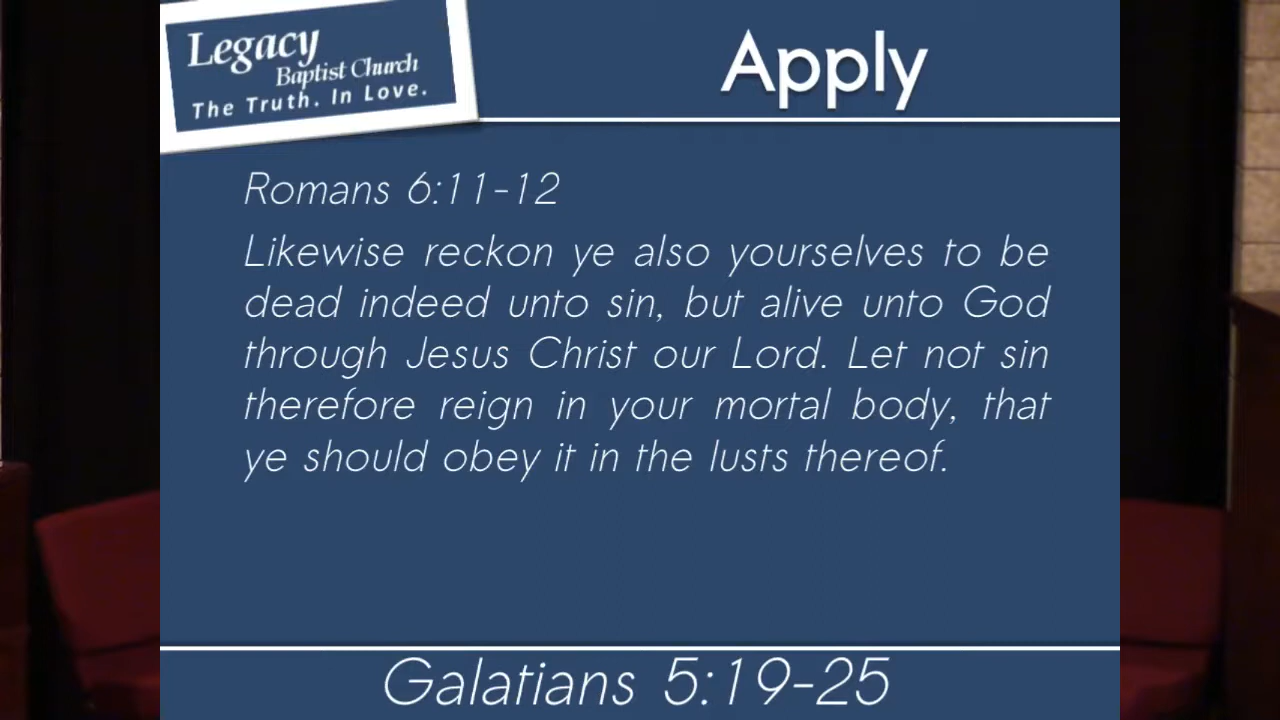 Legacy
Baptist Church
The Truth. In Love.
Apply
Romans 6:11-12
Likewise reckon ye also yourselves to be
dead indeed unto sin, but alive unto God
through Jesus Christ our Lord. Let not sin
therefore reign in your mortal body, that
ye should obey it in the lusts thereof.
Galatians 5:19-25